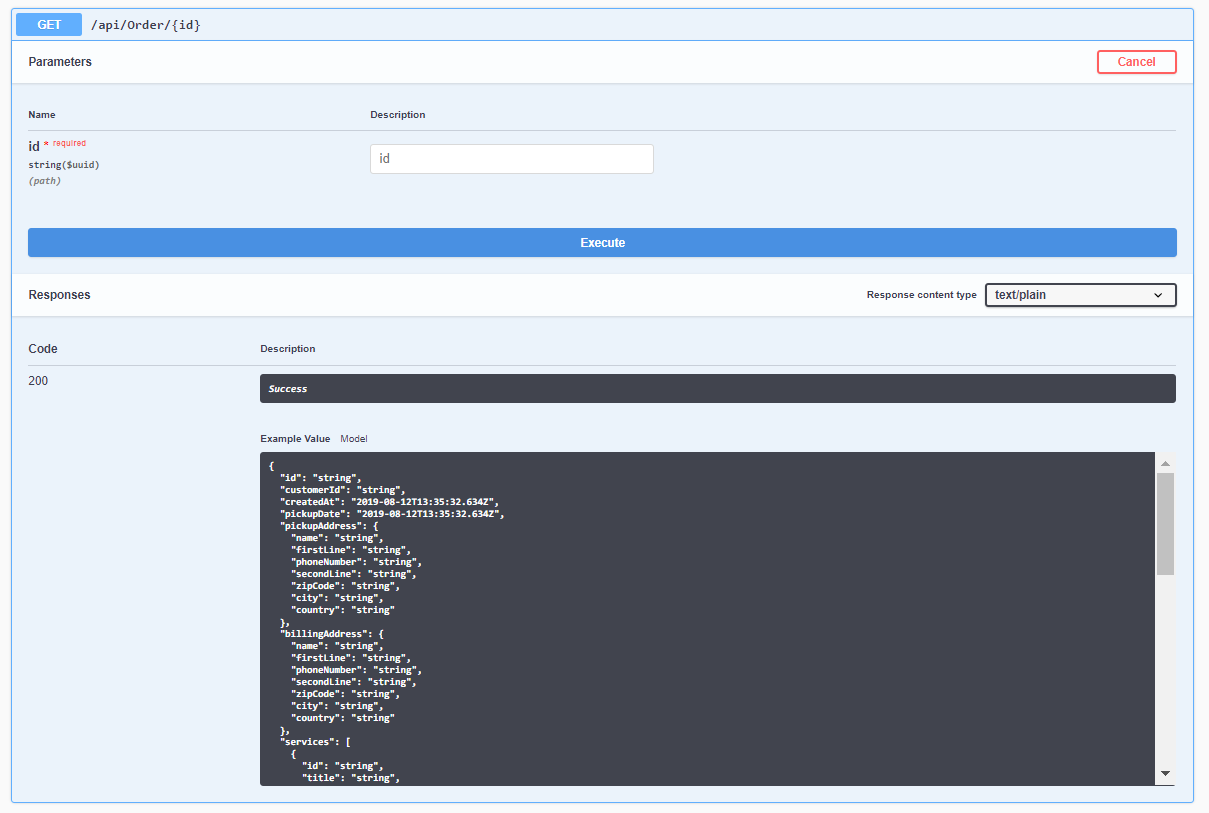 GET /api/Order/{id}
Parameters Cancel
Name Description
id * required id
string($uuid)
(path)
Execute
Responses Response content type text/plain
Code Description
200 Success
Example Value Model
{
  "id": "string",
  "customerId": "string",
  "createdAt": "2019-08-12T13:35:32.634Z",
  "pickupDate": "2019-08-12T13:35:32.634Z",
  "pickupAddress": {
    "name": "string",
    "firstLine": "string",
    "phoneNumber": "string",
    "secondLine": "string",
    "zipCode": "string",
    "city": "string",
    "country": "string"
  },
  "billingAddress": {
    "name": "string",
    "firstLine": "string",
    "phoneNumber": "string",
    "secondLine": "string",
    "zipCode": "string",
    "city": "string",
    "country": "string"
  },
  "services": [
    {
      "id": "string",
      "title": "string",